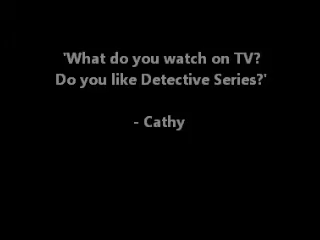 'What do you watch on TV?
Do you like Detective Series?'
- Cathy